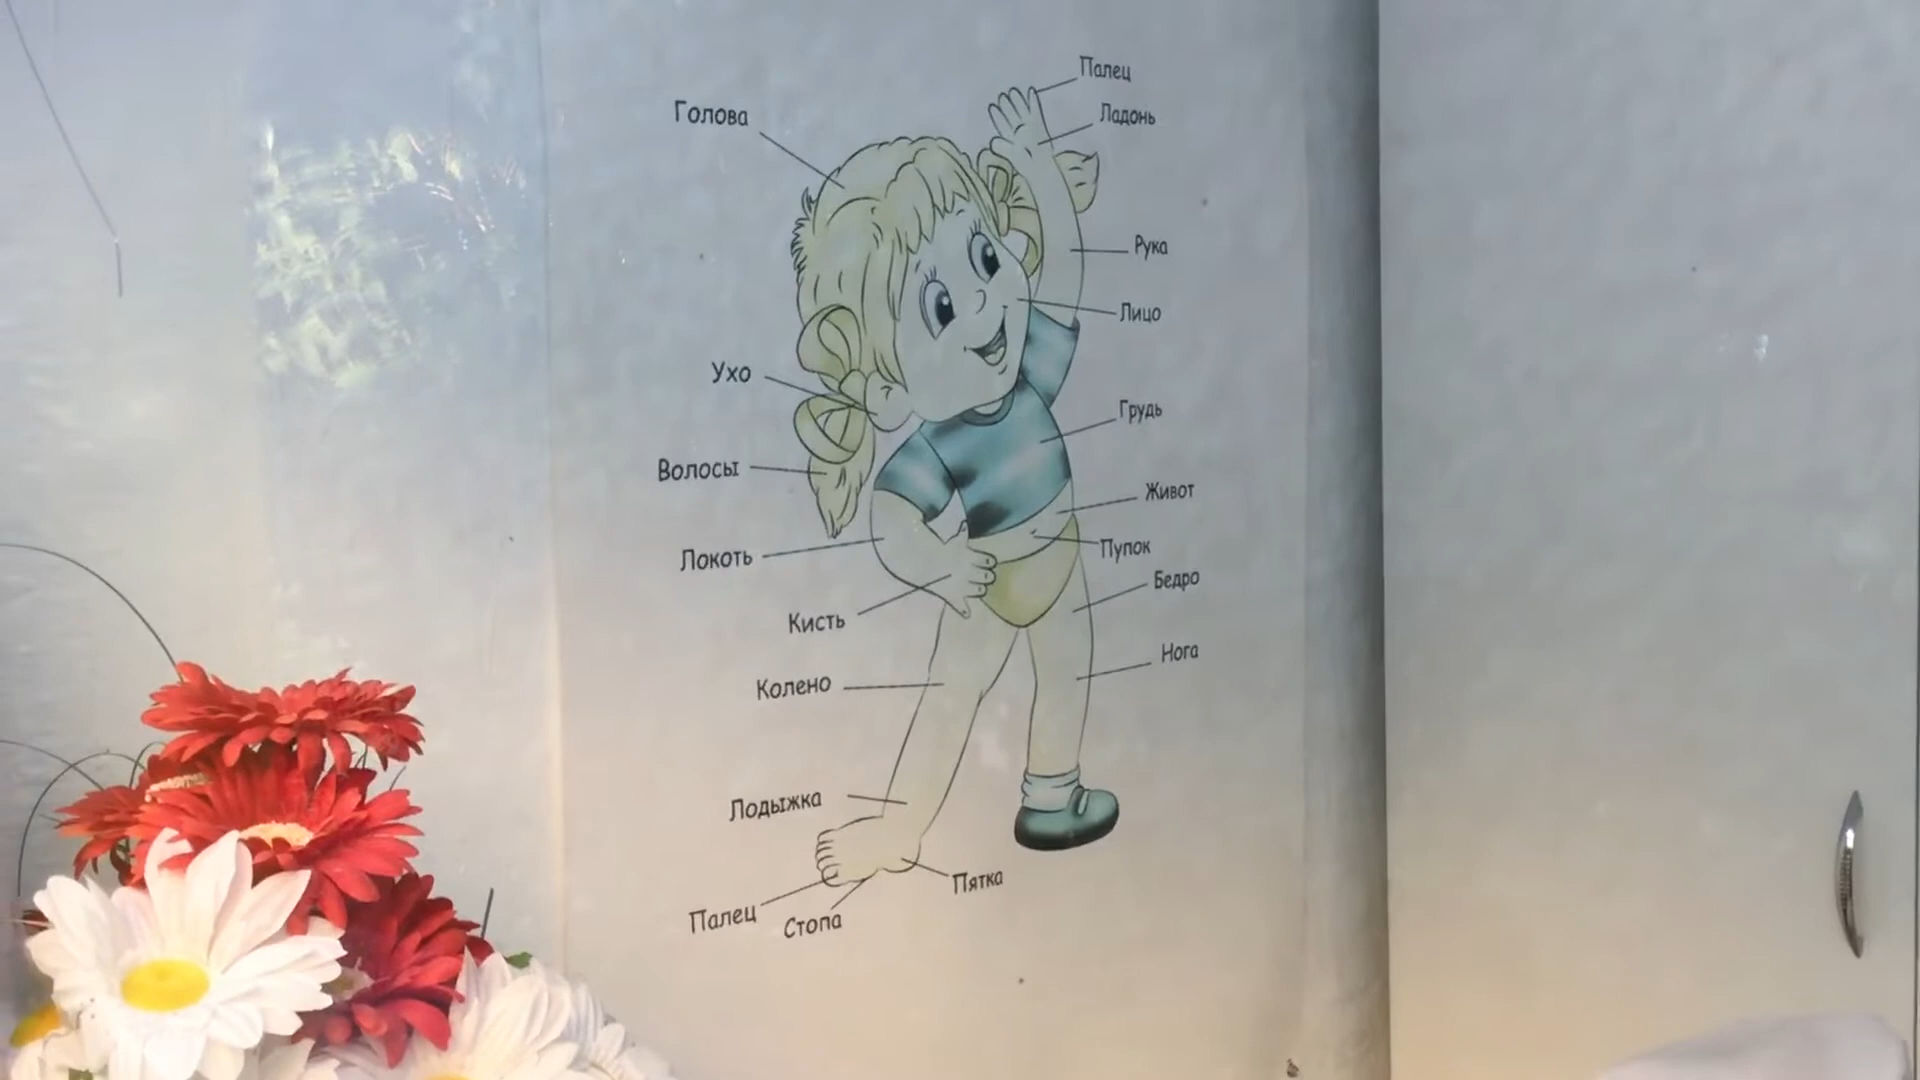 Голова
Ухо
Волосы
Локоть
Кисть
Колено
Лодыжка
Палец
Стопа
Пятка
Палец
Ладонь
Рука
Лицо
Грудь
Живот
Пупок
Бедро
Нога